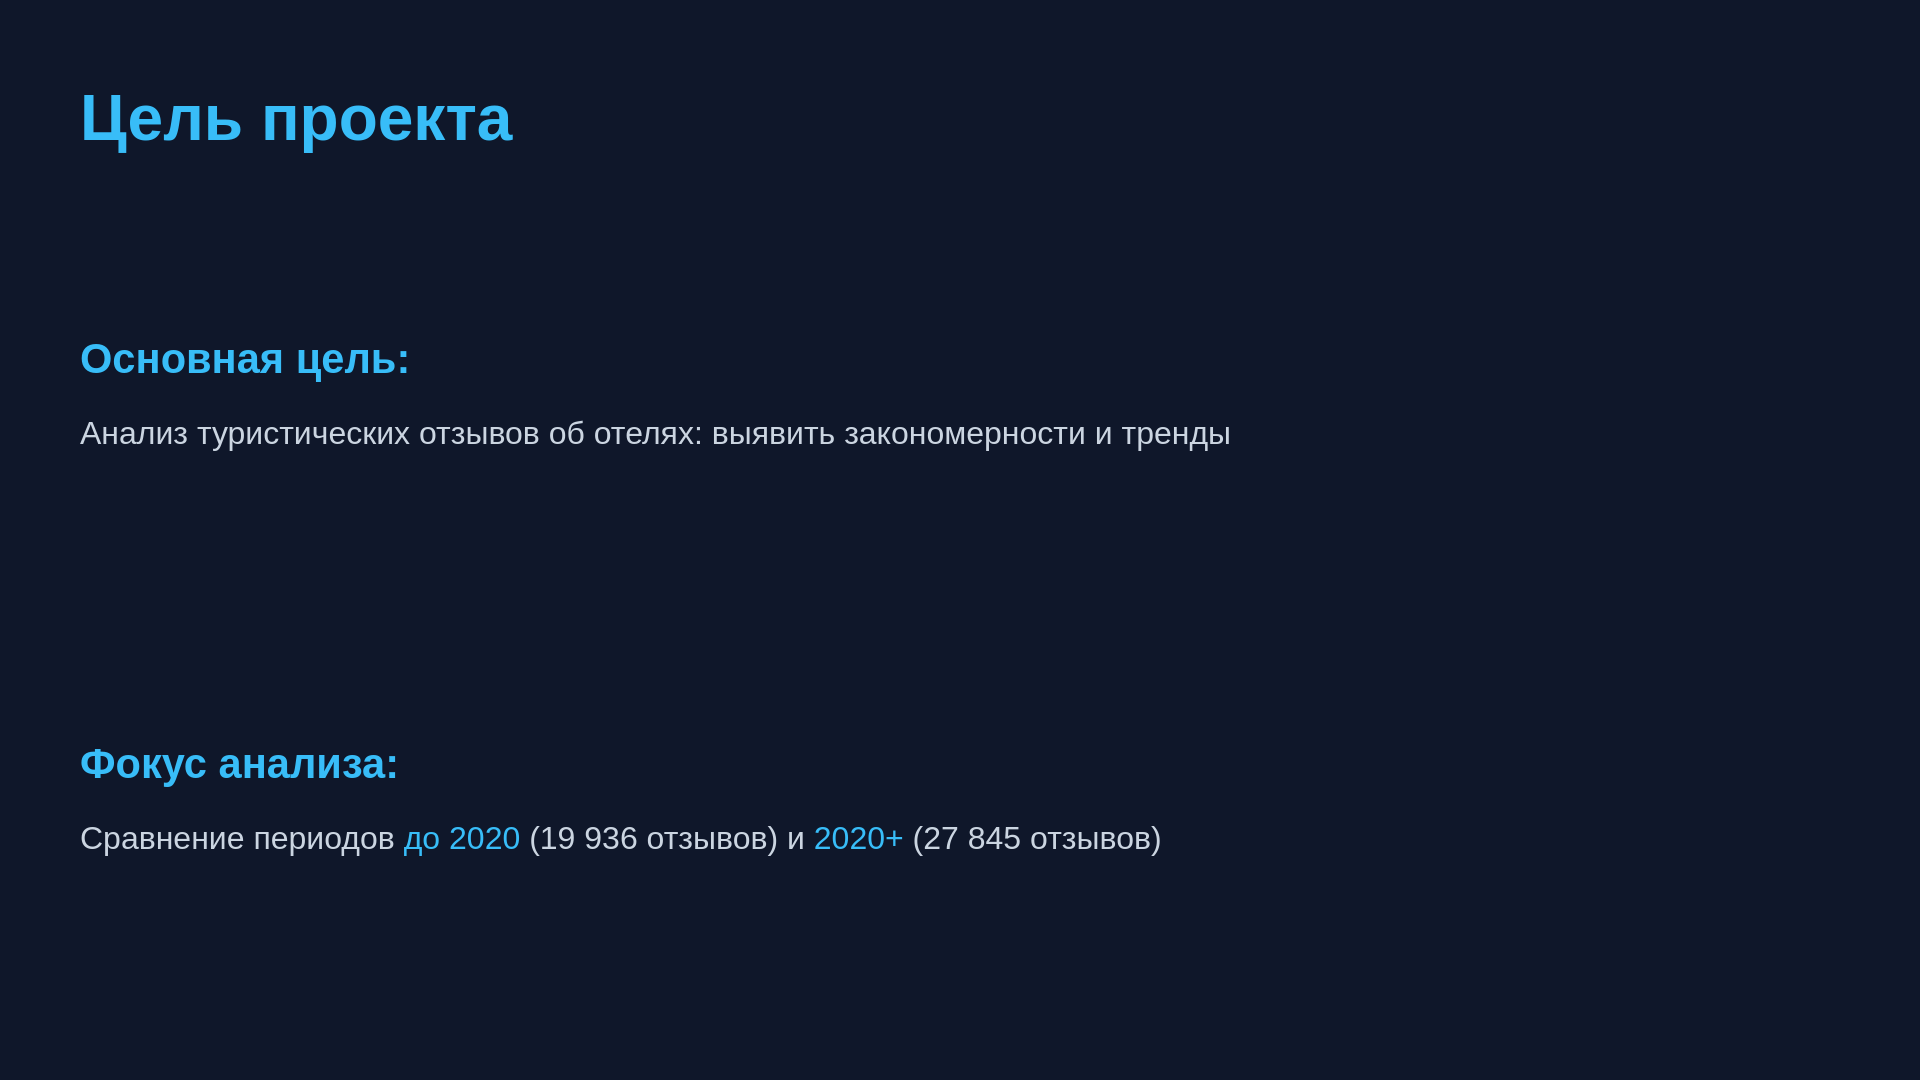 Цель проекта
Основная цель:
Анализ туристических отзывов об отелях: выявить закономерности и тренды
Фокус анализа:
Сравнение периодов до 2020 (19 936 отзывов) и 2020+ (27 845 отзывов)